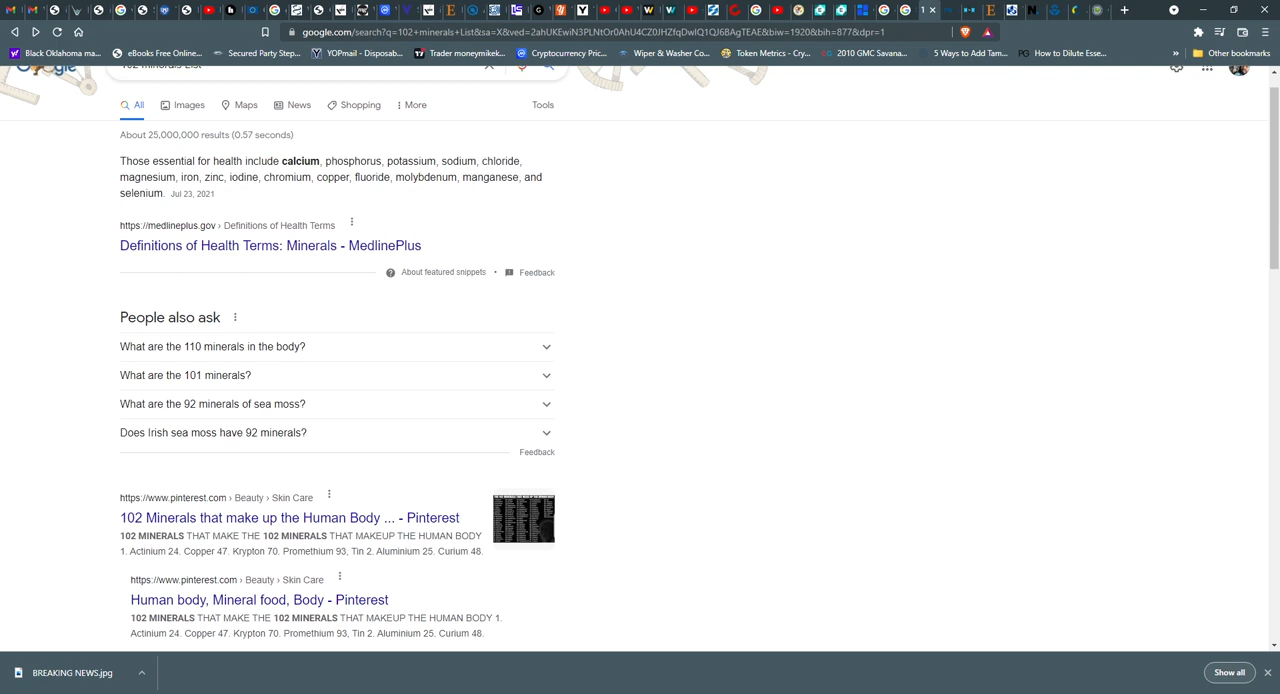 1
google.com/search?q=102+minerals+List&sa=X&ved=2ahUKEwiN3PLNtOr0AhU4CZ0JHZfqDwIQ1QJ6BAgTEAE&biw=1920&bih=877&dpr=1
Black Oklahoma ma... eBooks Free Online... Secured Party Step... YOPmail - Disposab... Trader moneymikek... Cryptocurrency Pric... Wiper & Washer Co... Token Metrics - Cry... 2010 GMC Savana... 5 Ways to Add Tam... PG How to Dilute Esse... » Other bookmarks
All Images Maps News Shopping More Tools
About 25,000,000 results (0.57 seconds)
Those essential for health include calcium, phosphorus, potassium, sodium, chloride,
magnesium, iron, zinc, iodine, chromium, copper, fluoride, molybdenum, manganese, and
selenium. Jul 23, 2021
https://medlineplus.gov › Definitions of Health Terms
Definitions of Health Terms: Minerals - MedlinePlus
About featured snippets • Feedback
People also ask
What are the 110 minerals in the body?
What are the 101 minerals?
What are the 92 minerals of sea moss?
Does Irish sea moss have 92 minerals?
Feedback
https://www.pinterest.com › Beauty › Skin Care
102 Minerals that make up the Human Body ... - Pinterest
102 MINERALS THAT MAKE THE 102 MINERALS THAT MAKEUP THE HUMAN BODY
1. Actinium 24. Copper 47. Krypton 70. Promethium 93, Tin 2. Aluminium 25. Curium 48.
https://www.pinterest.com › Beauty › Skin Care
Human body, Mineral food, Body - Pinterest
102 MINERALS THAT MAKE THE 102 MINERALS THAT MAKEUP THE HUMAN BODY 1.
Actinium 24. Copper 47. Krypton 70. Promethium 93, Tin 2. Aluminium 25. Curium 48.
BREAKING NEWS.jpg
Show all